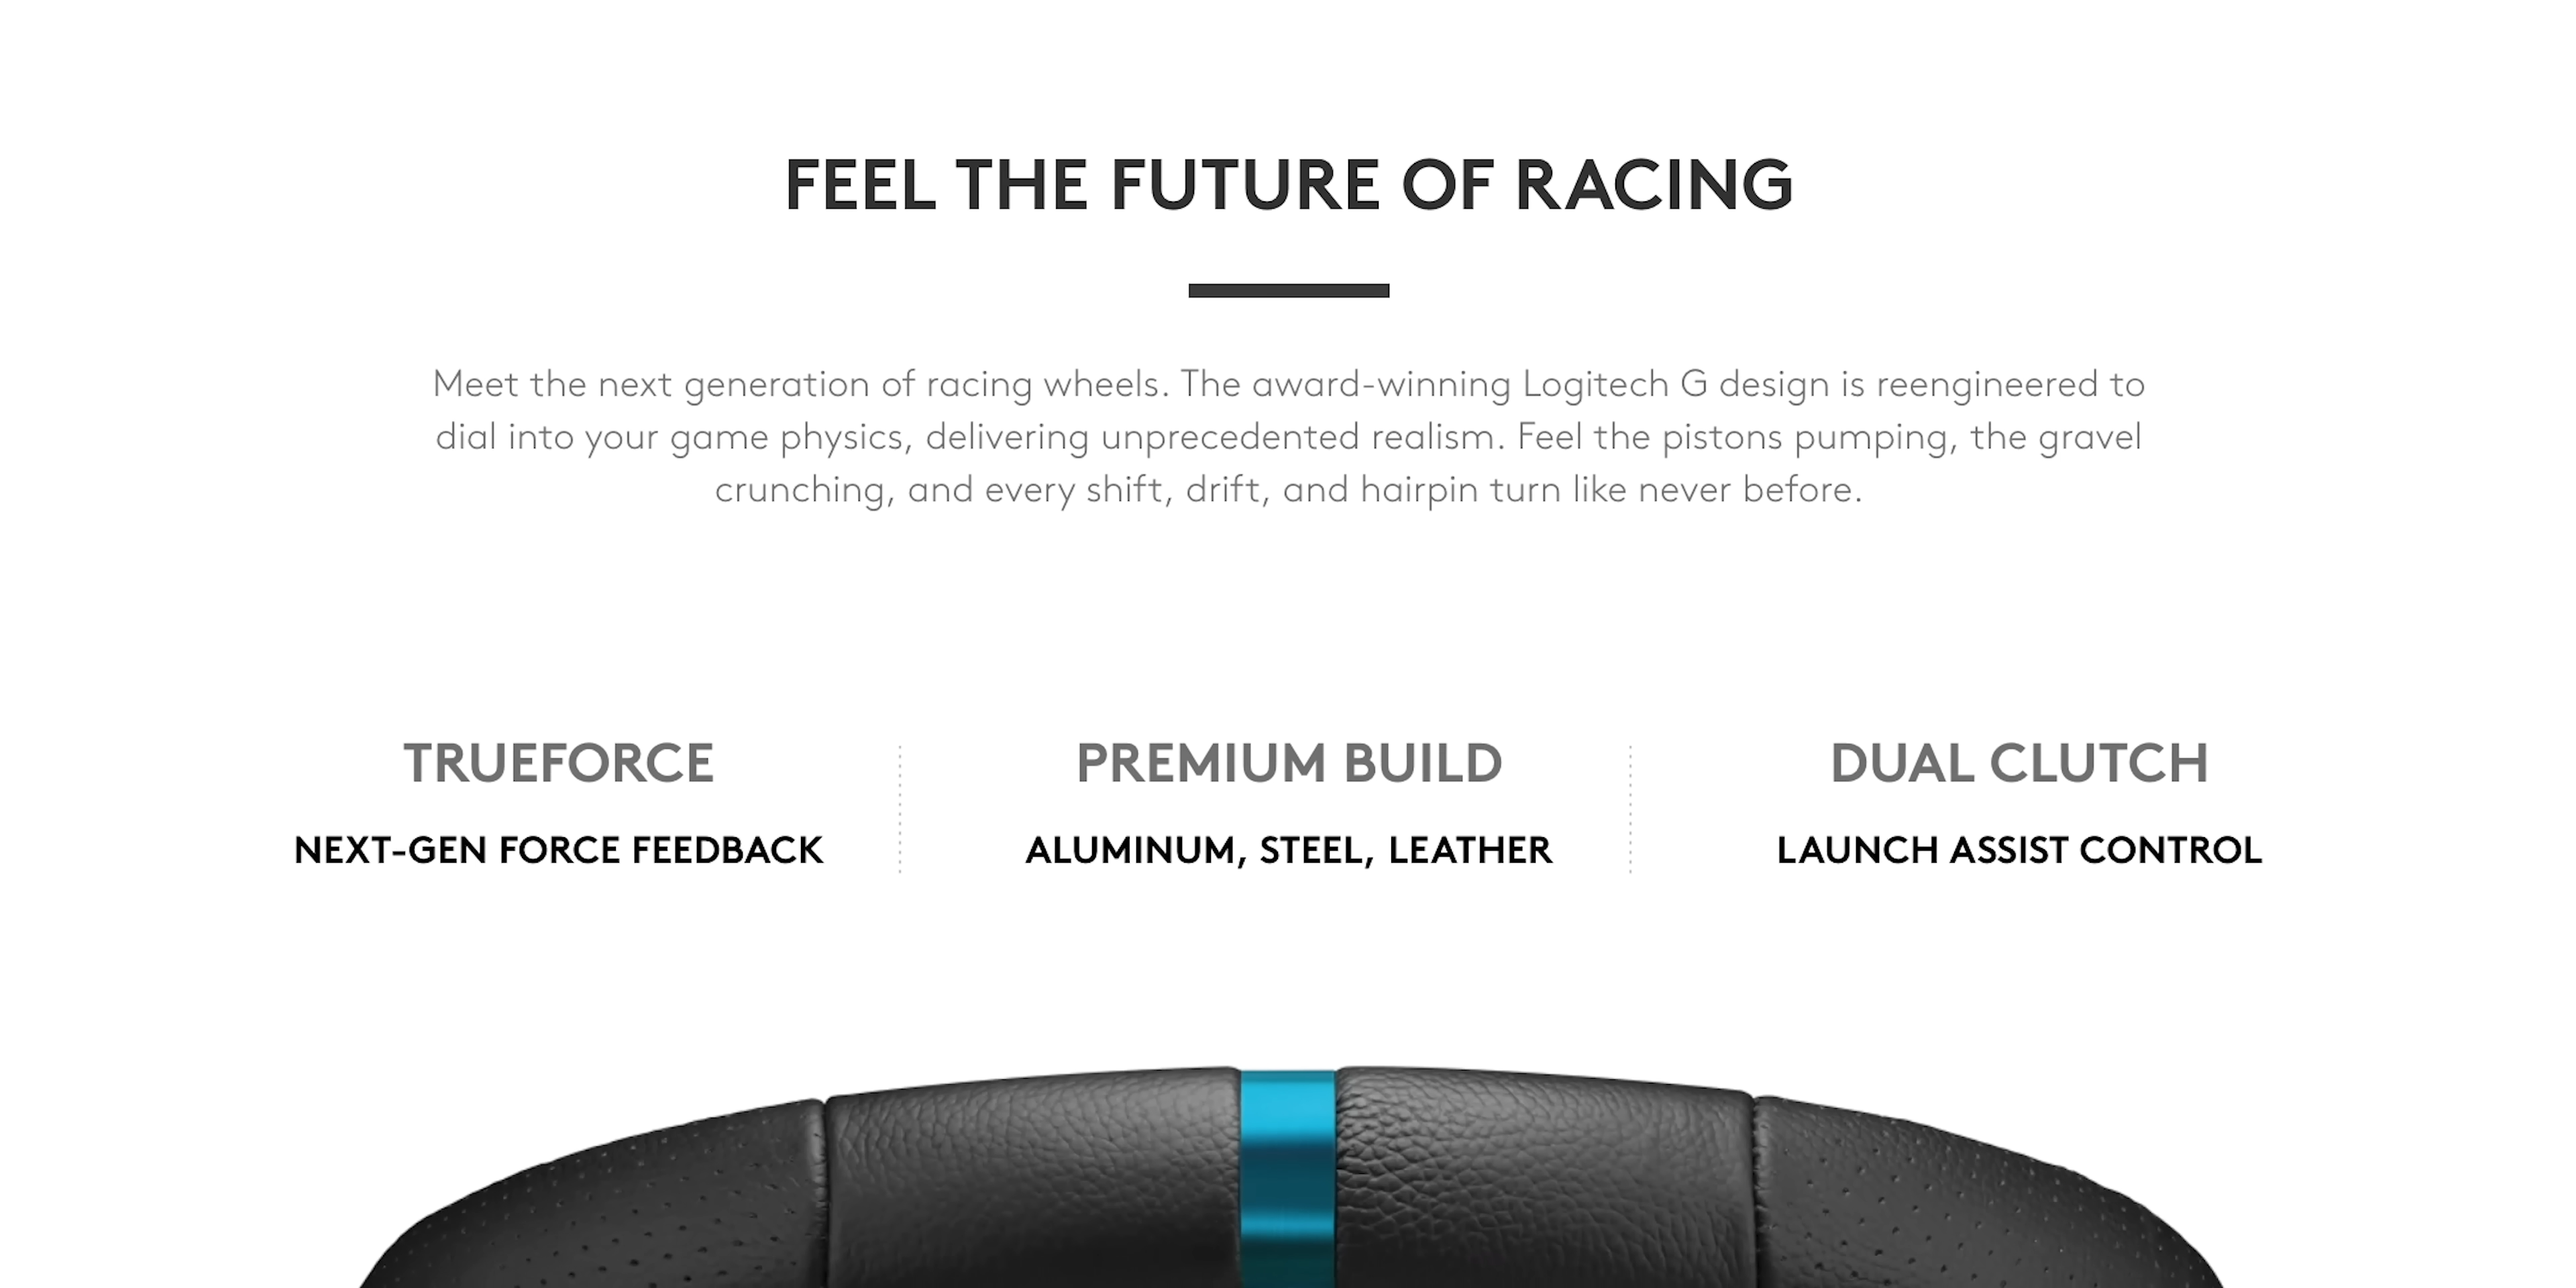 FEEL THE FUTURE OF RACING
Meet the next generation of racing wheels. The award-winning Logitech G design is reengineered to
dial into your game physics, delivering unprecedented realism. Feel the pistons pumping, the gravel
crunching, and every shift, drift, and hairpin turn like never before.
TRUEFORCE
NEXT-GEN FORCE FEEDBACK
PREMIUM BUILD
ALUMINUM, STEEL, LEATHER
DUAL CLUTCH
LAUNCH ASSIST CONTROL